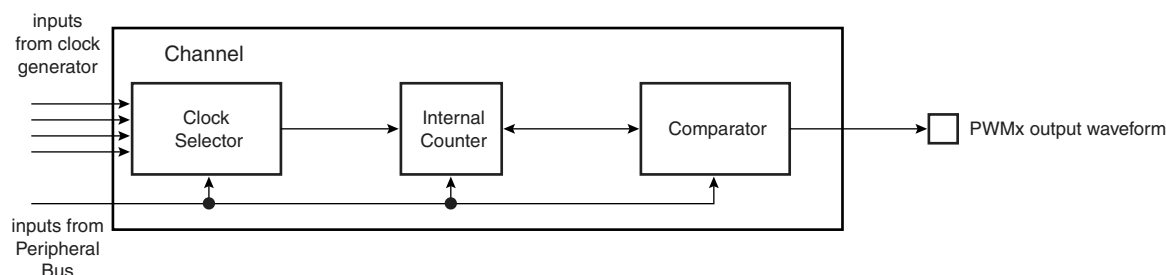 inputs
from clock
generator
Channel
Clock
Selector
Internal
Counter
Comparator
PWMx output waveform
inputs from
Peripheral
Bus